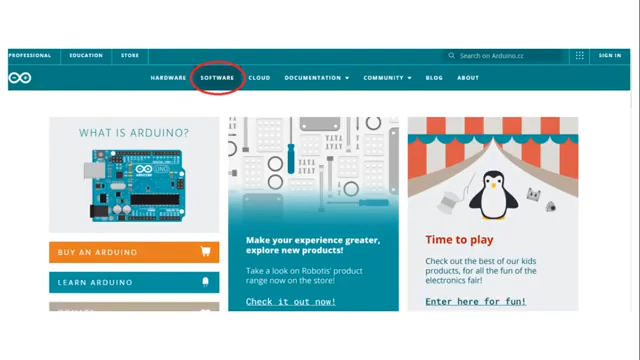 PROFESSIONAL EDUCATION STORE Search on Arduino.cc SIGN IN
HARDWARE SOFTWARE CLOUD DOCUMENTATION COMMUNITY BLOG ABOUT
WHAT IS ARDUINO?
UNO
ARDUINO
BUY AN ARDUINO
LEARN ARDUINO
Make your experience greater,
explore new products!
Take a look on Robotis' product
range now on the store!
Check it out now!
Time to play
Check out the best of our kids
products, for all the fun of the
electronics fair!
Enter here for fun!